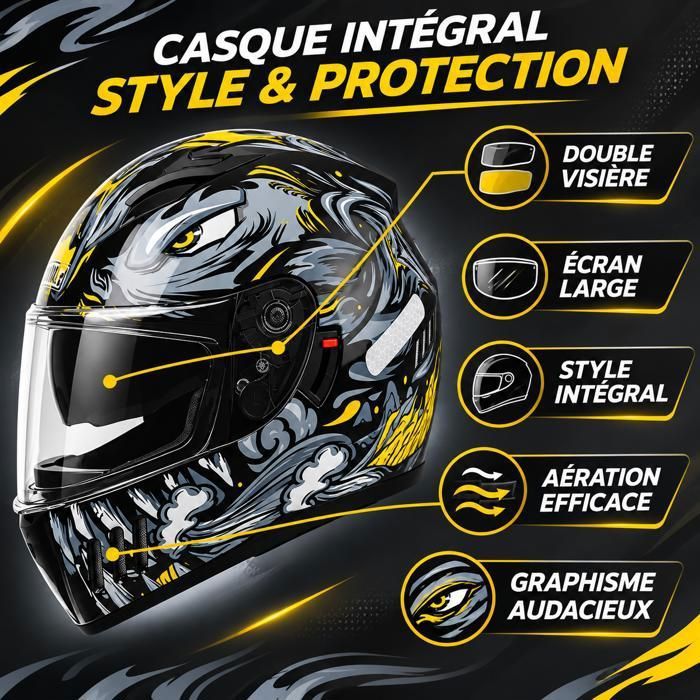 CASQUE INTÉGRAL
STYLE & PROTECTION
DOUBLE
VISIÈRE
ÉCRAN
LARGE
STYLE
INTÉGRAL
AÉRATION
EFFICACE
GRAPHISME
AUDACIEUX